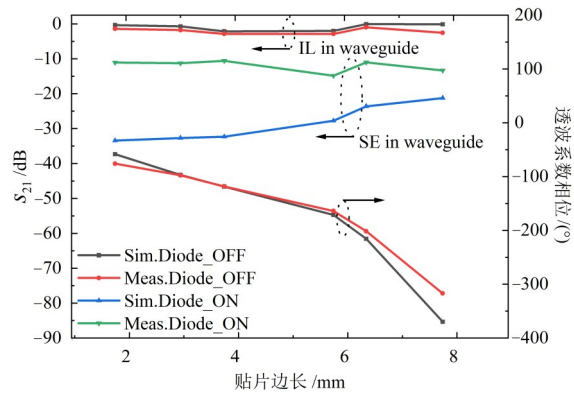 0
-10
-20
-30
-40
-50
-60
-70
-80
-90
S21/dB
200
100
0
-100
-200
-300
-400
透波系数相位/(°)
IL in waveguide
SE in waveguide
Sim.Diode_OFF
Meas.Diode_OFF
Sim.Diode_ON
Meas.Diode_ON
2
4
6
8
贴片边长/mm